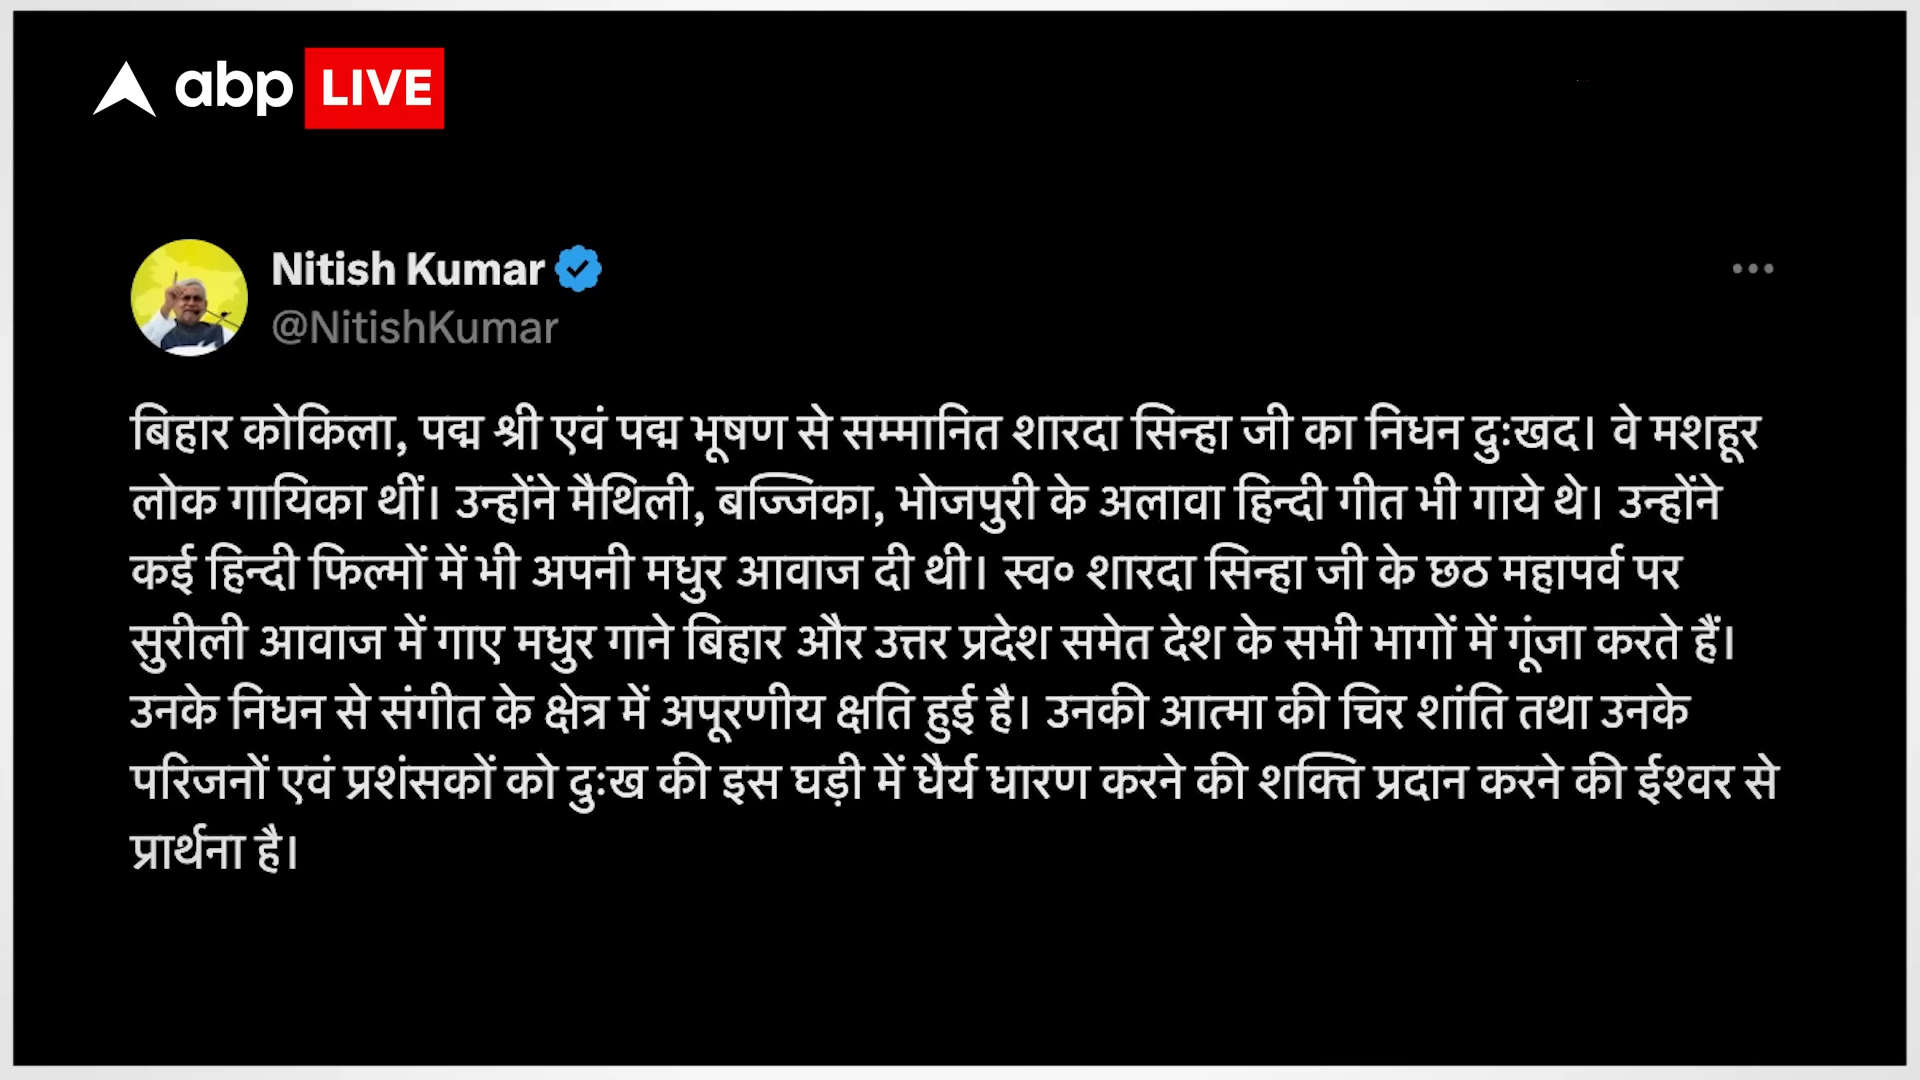 abp LIVE
Nitish Kumar
@NitishKumar
बिहार कोकिला, पद्म श्री एवं पद्म भूषण से सम्मानित शारदा सिन्हा जी का निधन दुःखद। वे मशहूर
लोक गायिका थीं। उन्होंने मैथिली, बज्जिका, भोजपुरी के अलावा हिन्दी गीत भी गाये थे। उन्होंने
कई हिन्दी फिल्मों में भी अपनी मधुर आवाज दी थी। स्व० शारदा सिन्हा जी के छठ महापर्व पर
सुरीली आवाज में गाए मधुर गाने बिहार और उत्तर प्रदेश समेत देश के सभी भागों में गूंजा करते हैं।
उनके निधन से संगीत के क्षेत्र में अपूरणीय क्षति हुई है। उनकी आत्मा की चिर शांति तथा उनके
परिजनों एवं प्रशंसकों को दुःख की इस घड़ी में धैर्य धारण करने की शक्ति प्रदान करने की ईश्वर से
प्रार्थना है।